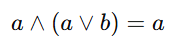 a ∧ (a ∨ b) = a